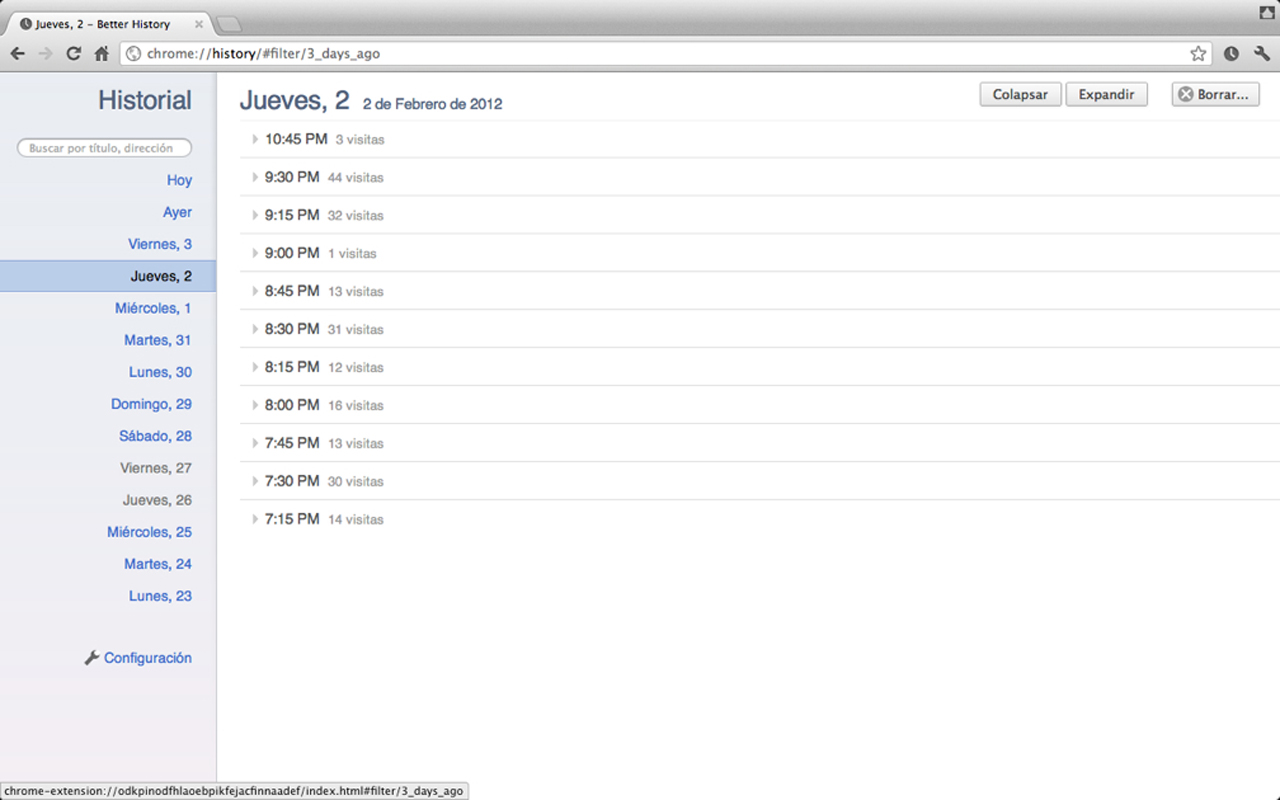 Jueves, 2 – Better History
chrome://history/#filter/3_days_ago
Historial
Buscar por título, dirección
Hoy
Ayer
Viernes, 3
Jueves, 2
Miércoles, 1
Martes, 31
Lunes, 30
Domingo, 29
Sábado, 28
Viernes, 27
Jueves, 26
Miércoles, 25
Martes, 24
Lunes, 23
Configuración
Jueves, 2 2 de Febrero de 2012
Colapsar Expandir Borrar...
10:45 PM 3 visitas
9:30 PM 44 visitas
9:15 PM 32 visitas
9:00 PM 1 visitas
8:45 PM 13 visitas
8:30 PM 31 visitas
8:15 PM 12 visitas
8:00 PM 16 visitas
7:45 PM 13 visitas
7:30 PM 30 visitas
7:15 PM 14 visitas
chrome-extension://odkpinodfhlaoebpikfejacfinnaadef/index.html#filter/3_days_ago